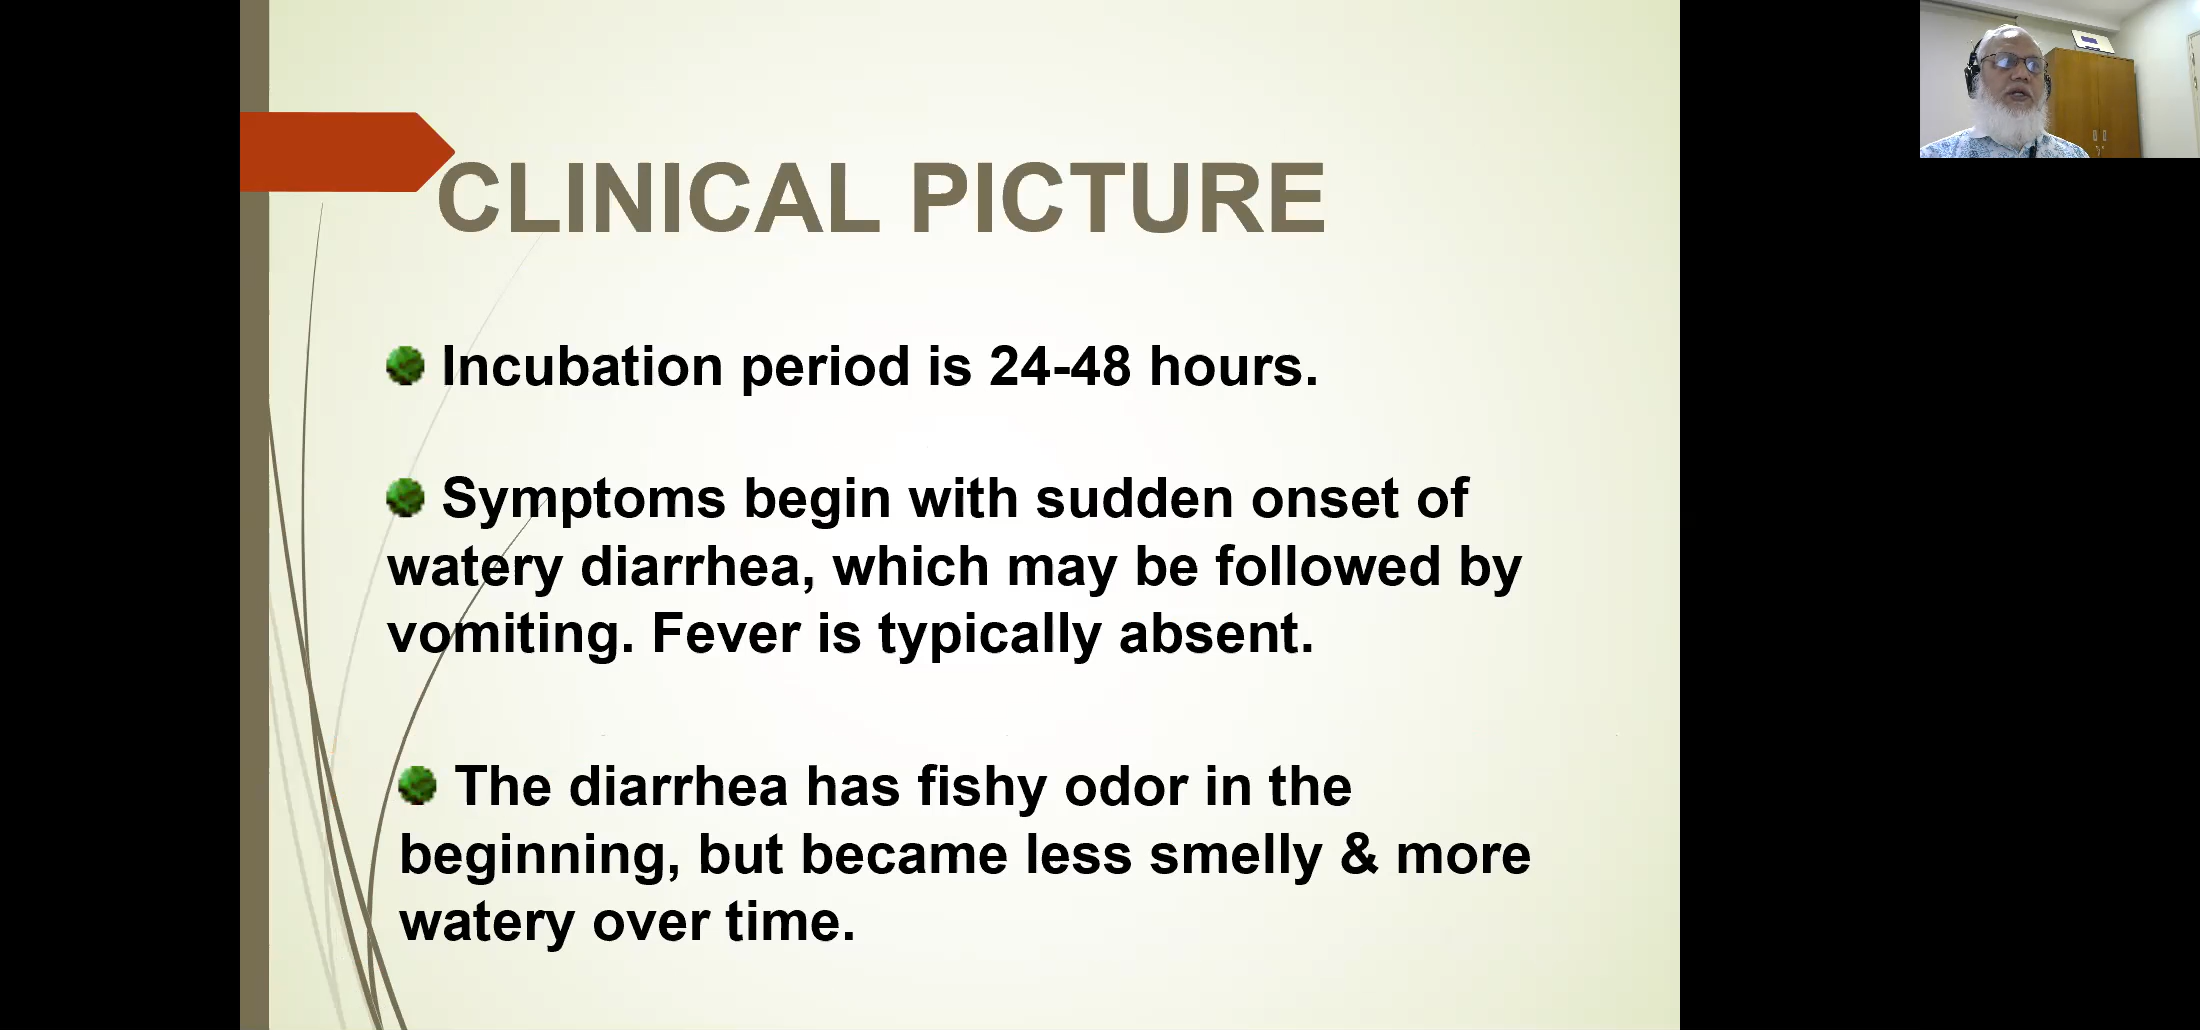 CLINICAL PICTURE
Incubation period is 24-48 hours.
Symptoms begin with sudden onset of
watery diarrhea, which may be followed by
vomiting. Fever is typically absent.
The diarrhea has fishy odor in the
beginning, but became less smelly & more
watery over time.